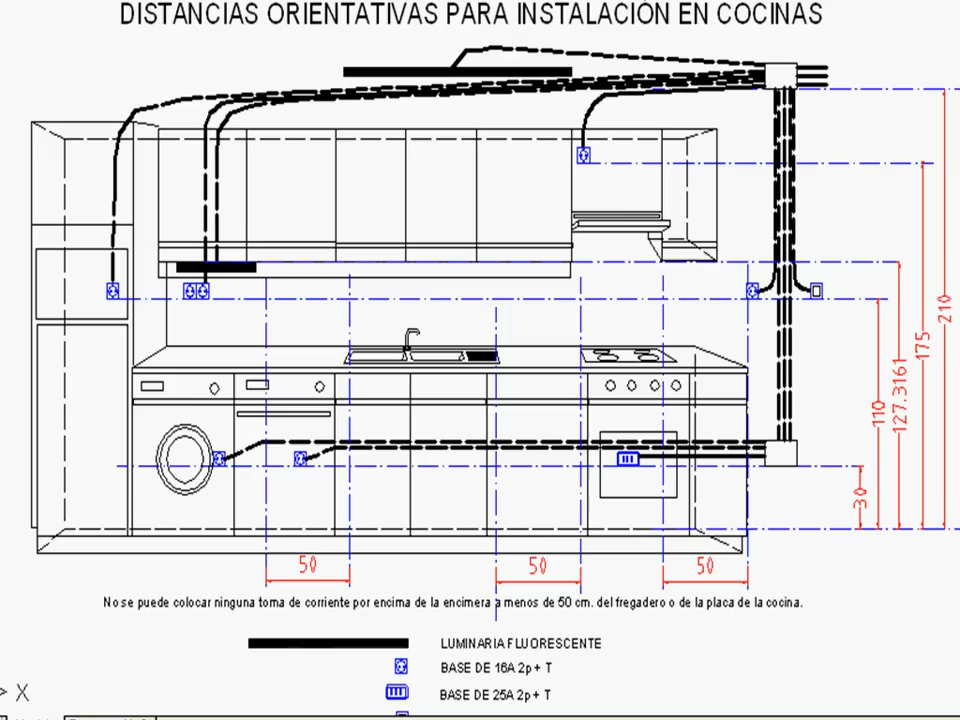 DISTANCIAS ORIENTATIVAS PARA INSTALACIÓN EN COCINAS
210
175
127.3161
110
30
50
50
50
No se puede colocar ninguna toma de corriente por encima de la encimera a menos de 50 cm. del fregadero o de la placa de la cocina.
LUMINARIA FLUORESCENTE
BASE DE 16A 2p + T
BASE DE 25A 2p + T
X